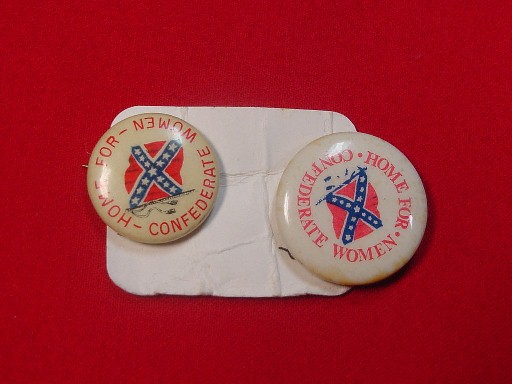 HOME - FOR - WOMEN - CONFEDERATE
· HOME FOR ·
CONFEDERATE WOMEN